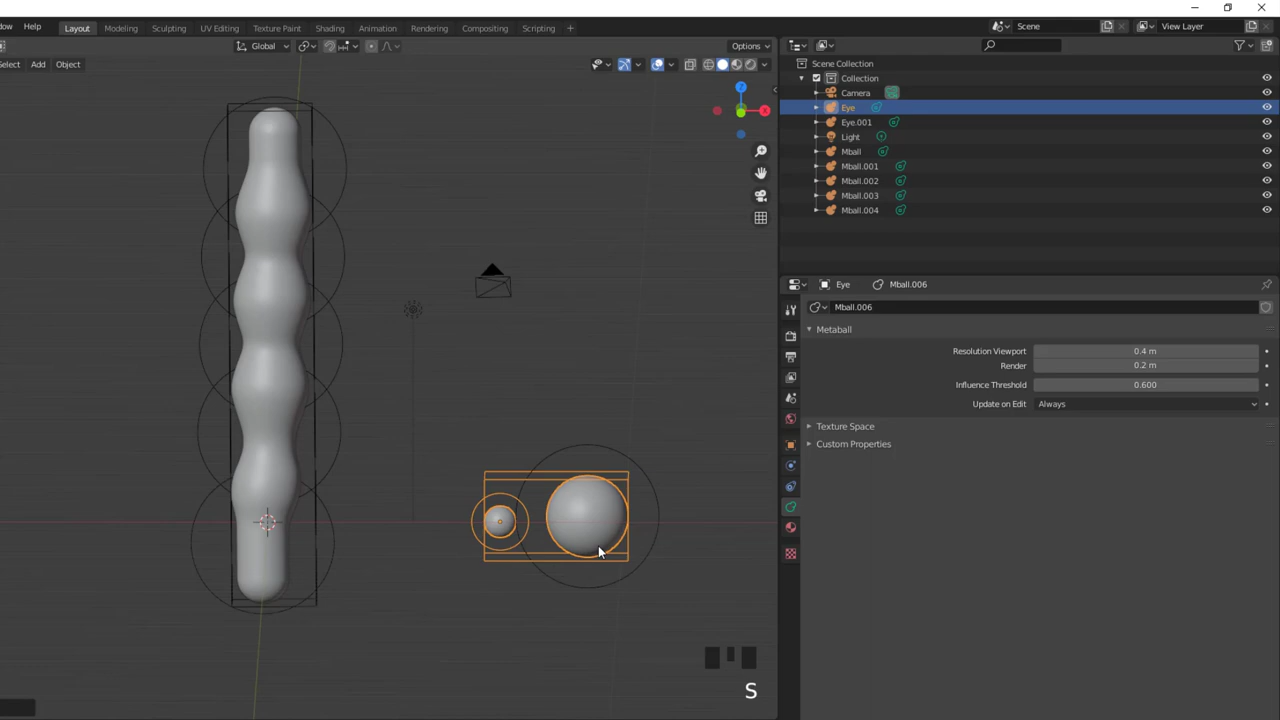 ow Help Layout Modeling Sculpting UV Editing Texture Paint Shading Animation Rendering Compositing Scripting + Scene View Layer
Global Options
elect Add Object
Z
X
Scene Collection
Collection
Camera
Eye
Eye.001
Light
Mball
Mball.001
Mball.002
Mball.003
Mball.004
Eye Mball.006
Mball.006
Metaball
Resolution Viewport 0.4 m
Render 0.2 m
Influence Threshold 0.600
Update on Edit Always
Texture Space
Custom Properties
S